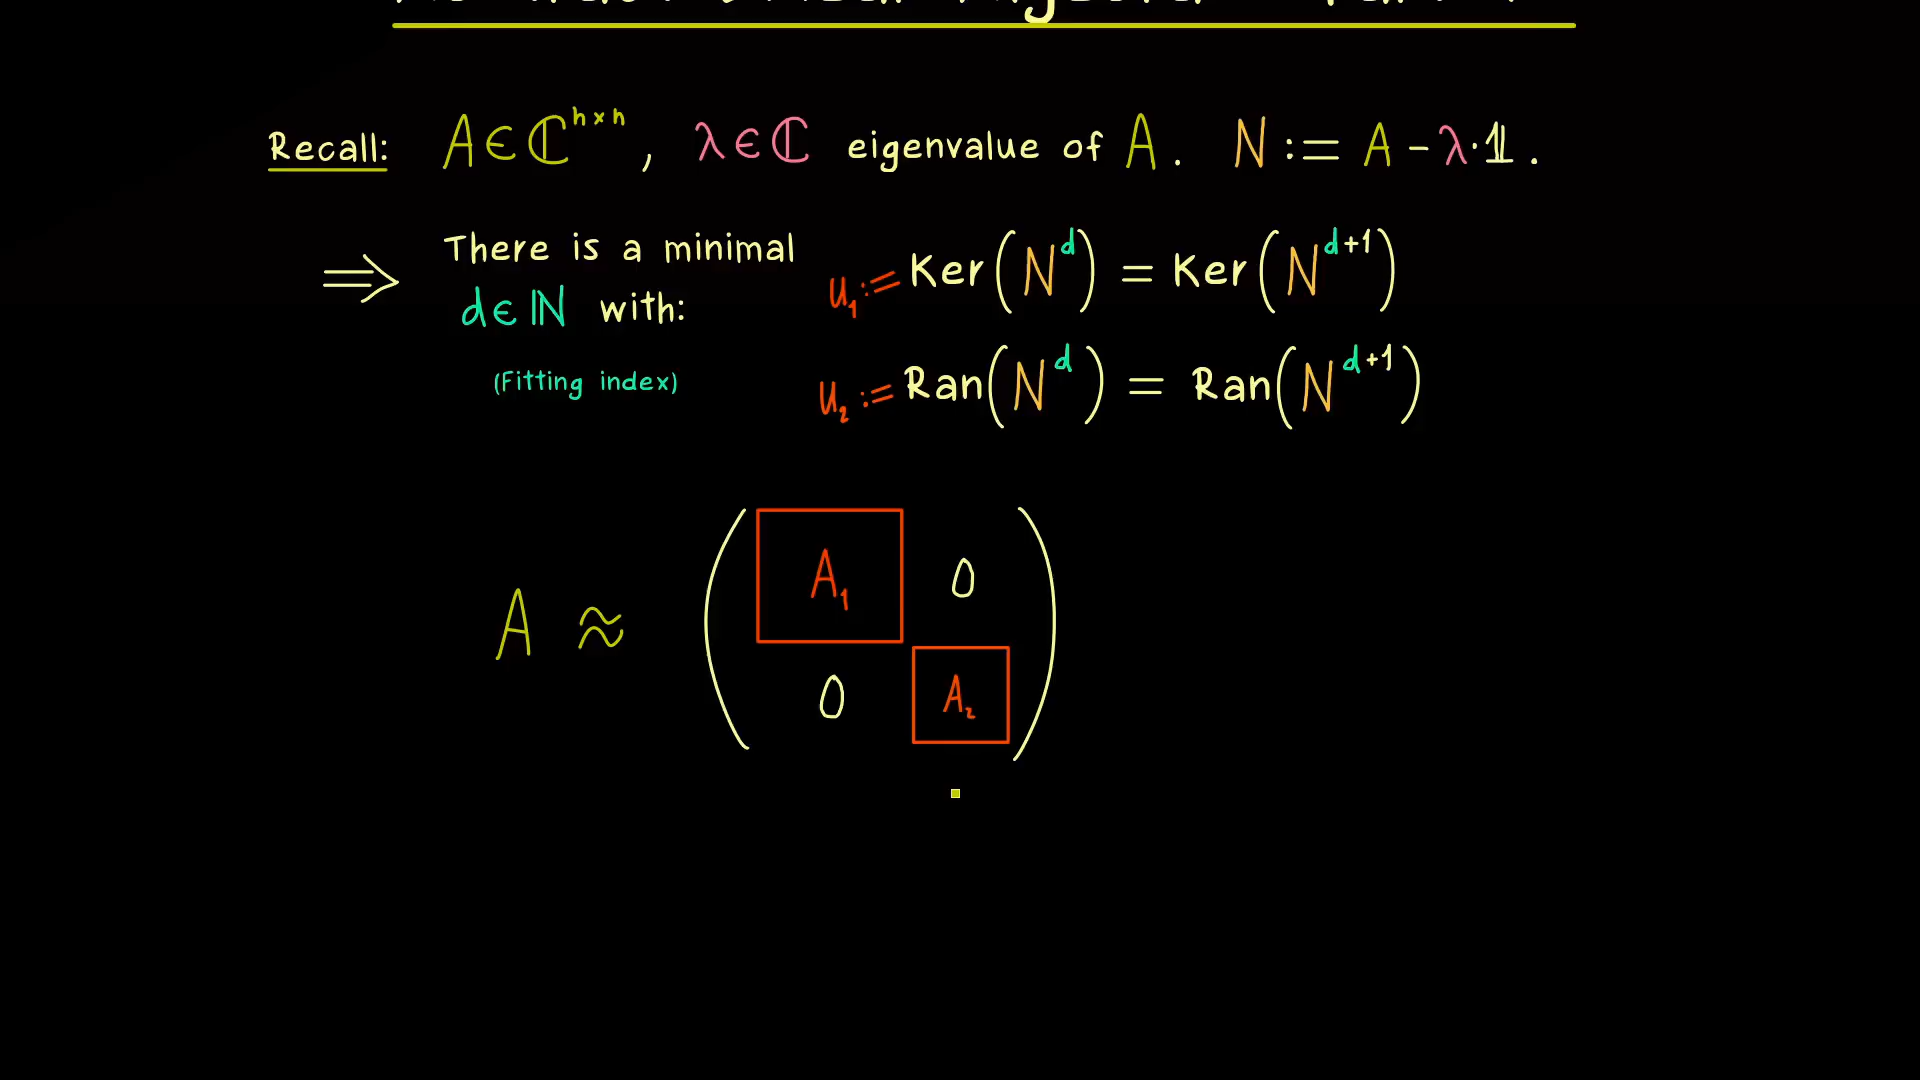 Recall: A ∈ ℂ^{n×n}, λ ∈ ℂ eigenvalue of A. N := A − λ·𝟙.
⟹ There is a minimal d ∈ ℕ with:
(Fitting index)
U₁ := Ker(N^d) = Ker(N^{d+1})
U₂ := Ran(N^d) = Ran(N^{d+1})
A ≈ ( A₁ 0
0 A₂ )